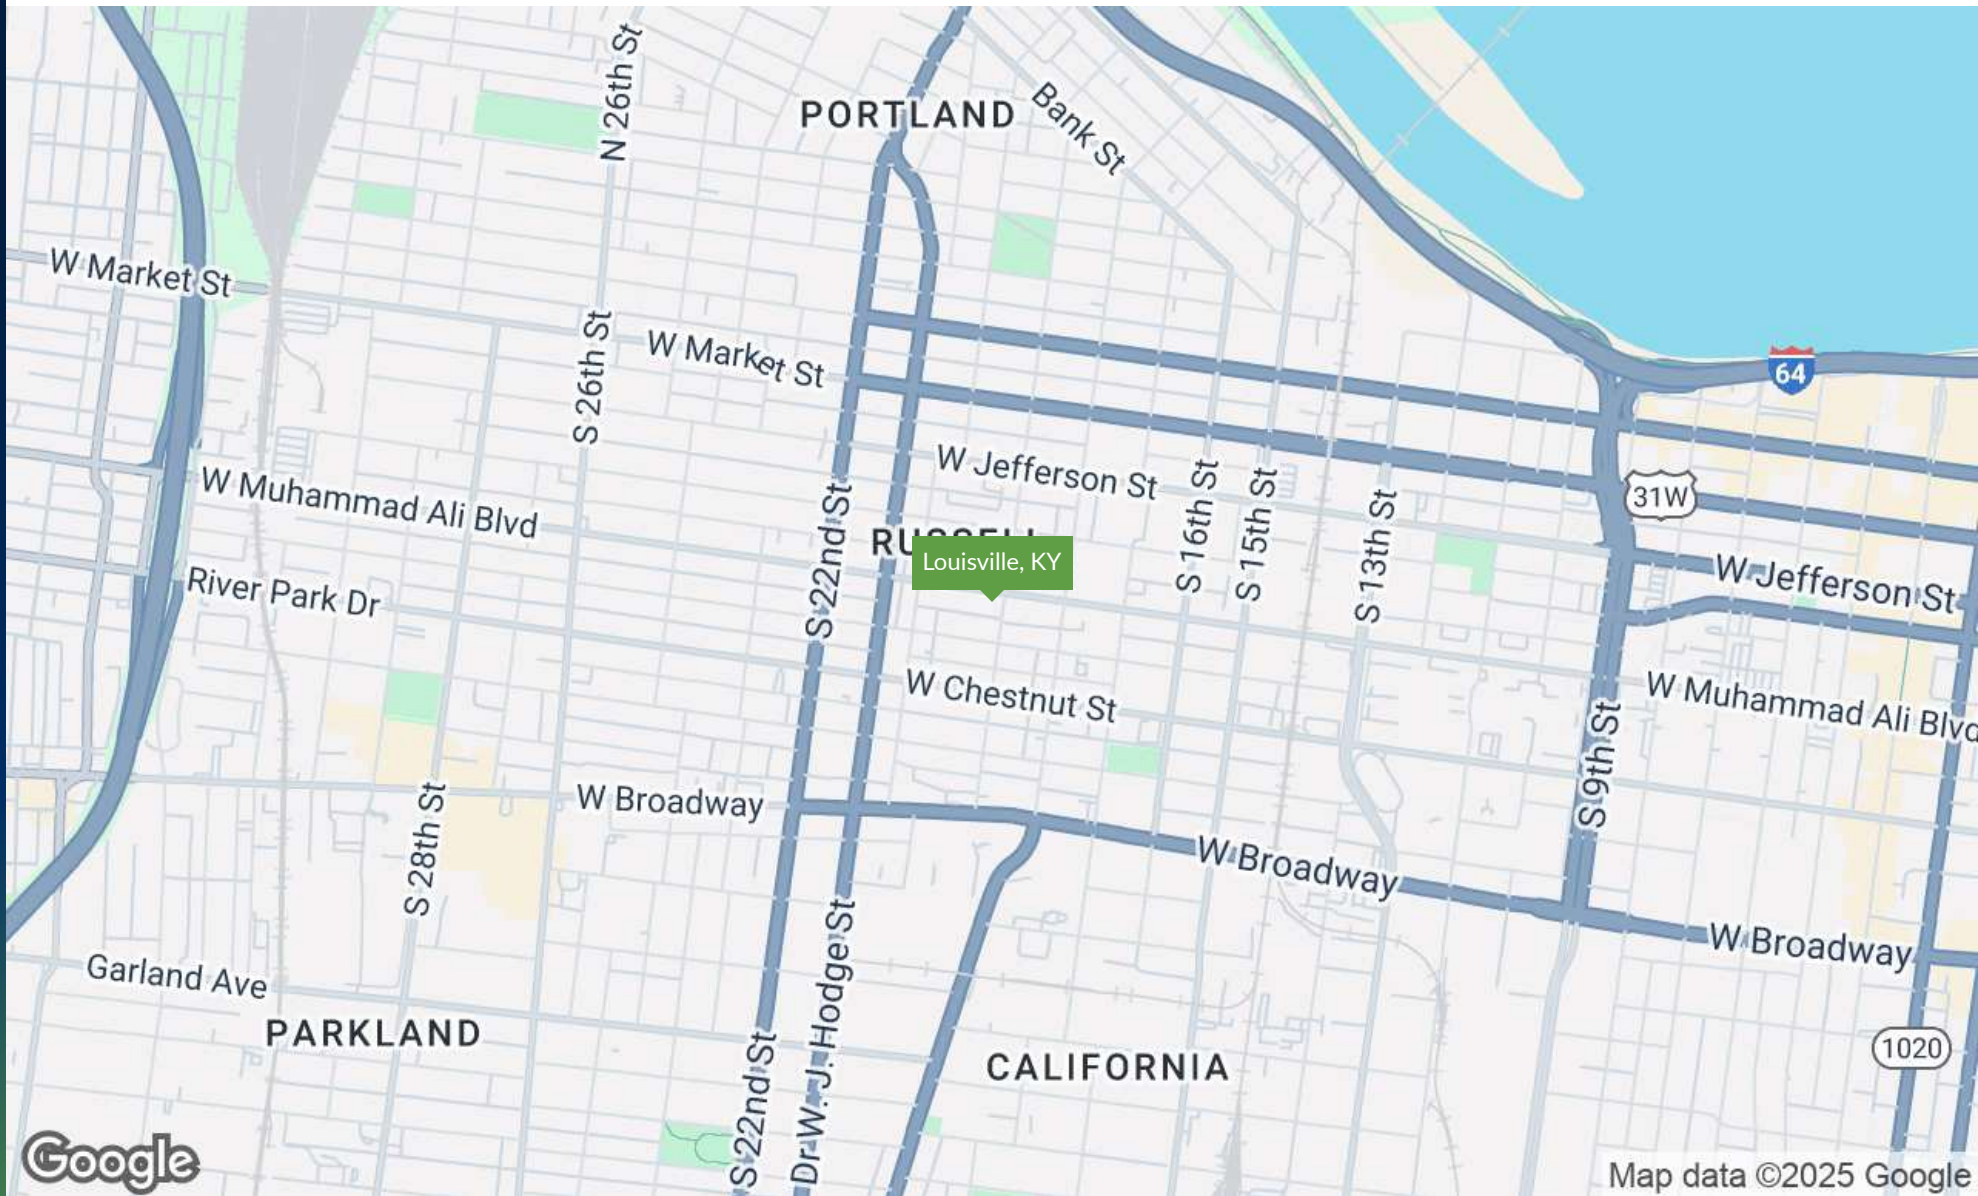 N 26th St
PORTLAND
Bank St
W Market St
S 26th St
W Market St
64
W Jefferson St
31W
S 16th St
S 15th St
S 13th St
W Muhammad Ali Blvd
S 22nd St
RUSSELL
Louisville, KY
W Jefferson St
River Park Dr
W Chestnut St
W Muhammad Ali Blvd
S 9th St
W Broadway
S 28th St
W Broadway
W Broadway
Garland Ave
Dr W. J. Hodge St
PARKLAND
S 22nd St
CALIFORNIA
1020
Google
Map data ©2025 Google